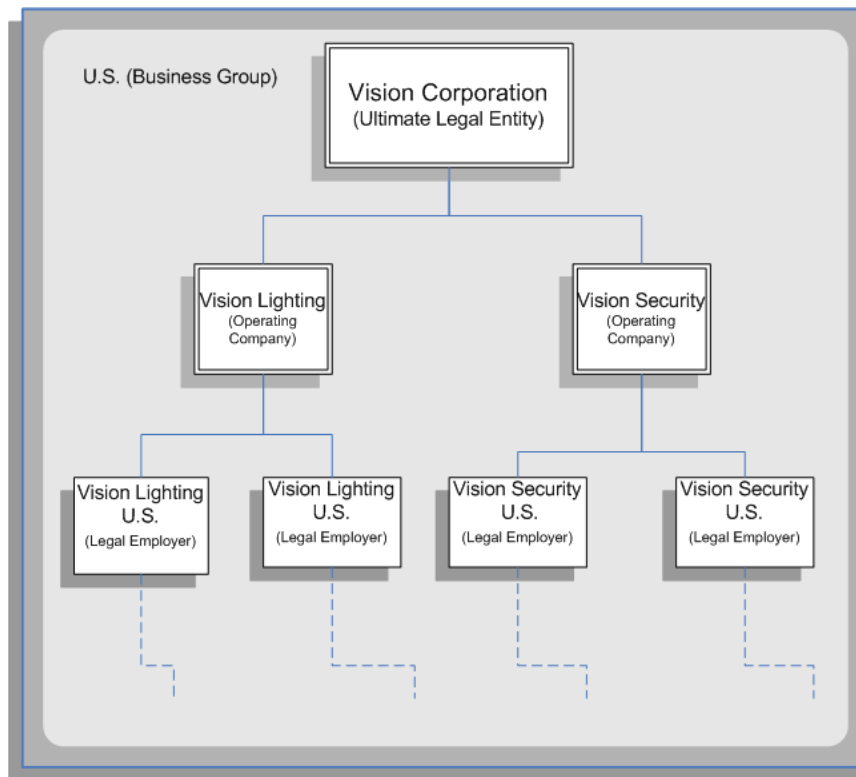 U.S. (Business Group)
Vision Corporation
(Ultimate Legal Entity)
Vision Lighting
(Operating
Company)
Vision Security
(Operating
Company)
Vision Lighting
U.S.
(Legal Employer)
Vision Lighting
U.S.
(Legal Employer)
Vision Security
U.S.
(Legal Employer)
Vision Security
U.S.
(Legal Employer)